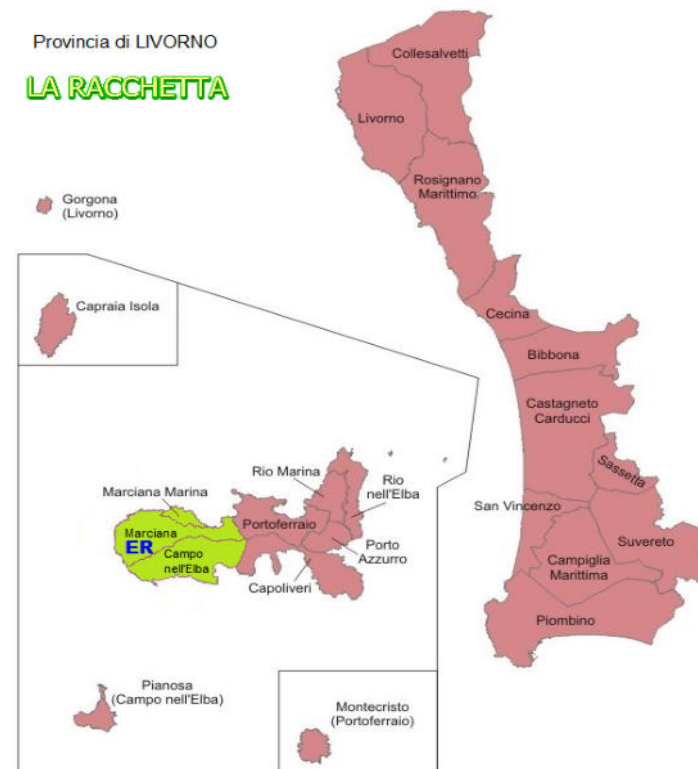 Provincia di LIVORNO
LA RACCHETTA
Collesalvetti
Livorno
Rosignano
Marittimo
Gorgona
(Livorno)
Capraia Isola
Cecina
Bibbona
Castagneto
Carducci
Sassetta
San Vincenzo
Suvereto
Campiglia
Marittima
Piombino
Rio Marina
Rio
nell'Elba
Marciana Marina
Portoferraio
Marciana
ER
Campo
nell'Elba
Porto
Azzurro
Capoliveri
Pianosa
(Campo nell'Elba)
Montecristo
(Portoferraio)